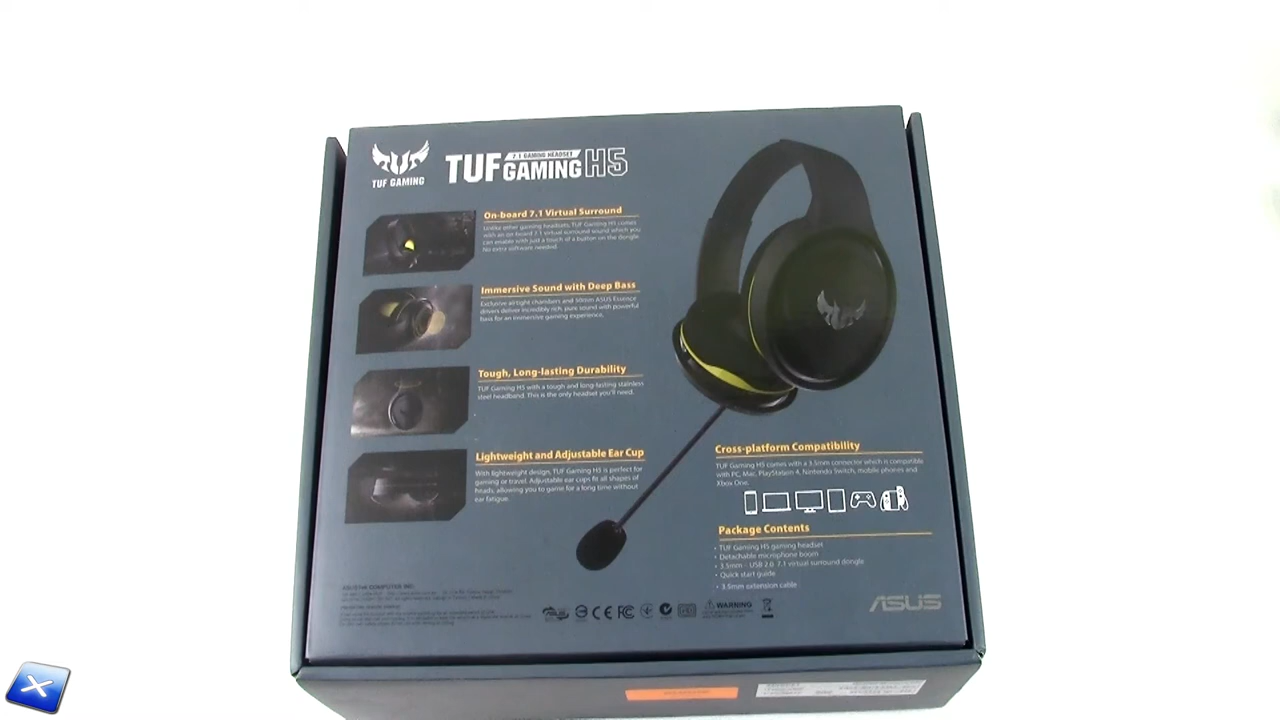 TUF GAMING
7.1 GAMING HEADSET
TUF GAMING H5
On-board 7.1 Virtual Surround
Unlike other gaming headsets, TUF Gaming H5 comes
with an on-board 7.1 virtual surround sound which you
can enable with just a touch of a button on the dongle.
No extra software needed.
Immersive Sound with Deep Bass
Exclusive airtight chambers and 50mm ASUS Essence
drivers deliver incredibly rich, pure sound with powerful
bass for an immersive gaming experience.
Tough, Long-lasting Durability
TUF Gaming H5 with a tough and long-lasting stainless
steel headband. This is the only headset you'll need.
Lightweight and Adjustable Ear Cup
With lightweight design, TUF Gaming H5 is perfect for
gaming or travel. Adjustable ear cups fit all shapes of
heads, allowing you to game for a long time without
ear fatigue.
Cross-platform Compatibility
TUF Gaming H5 comes with a 3.5mm connector which is compatible
with PC, Mac, PlayStation 4, Nintendo Switch, mobile phones and
Xbox One.
Package Contents
• TUF Gaming H5 gaming headset
• Detachable microphone boom
• 3.5mm - USB 2.0 7.1 virtual surround dongle
• Quick start guide
• 3.5mm extension cable
ASUSTEK COMPUTER INC.
CE FC
WARNING
ASUS